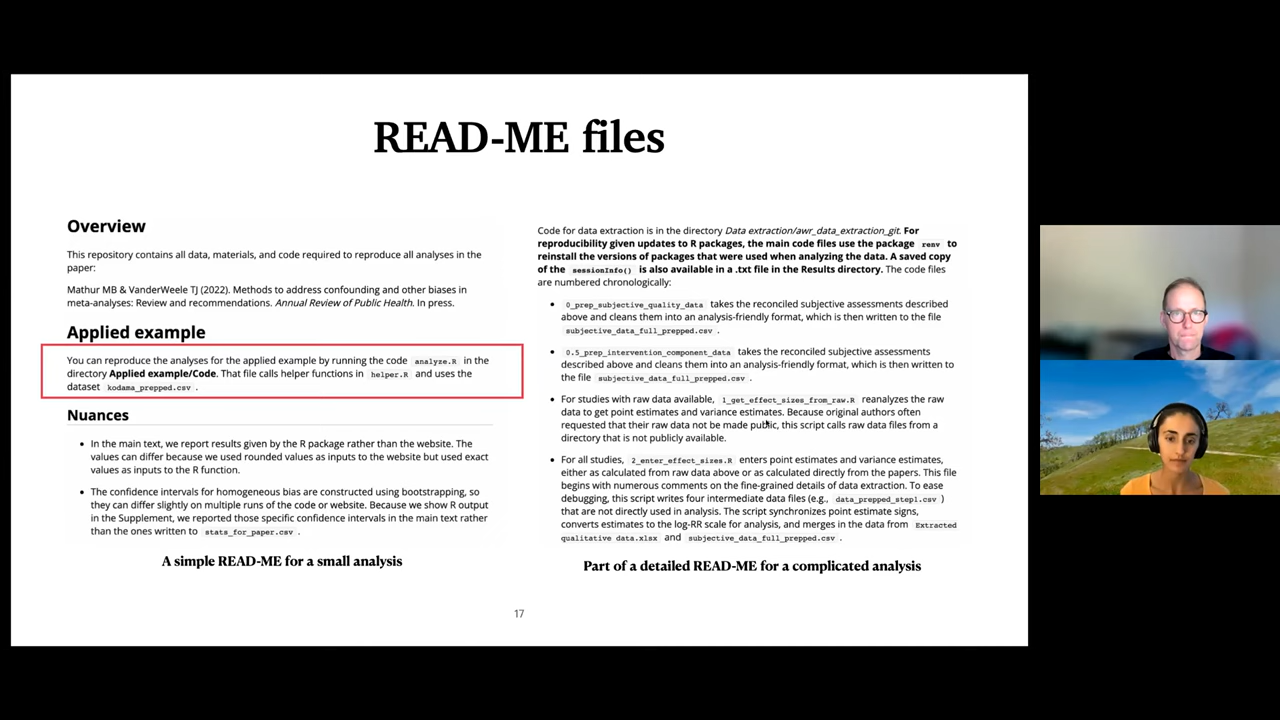 READ-ME files
Overview
This repository contains all data, materials, and code required to reproduce all analyses in the
paper:
Mathur MB & VanderWeele TJ (2022). Methods to address confounding and other biases in
meta-analyses: Review and recommendations. Annual Review of Public Health. In press.
Applied example
You can reproduce the analyses for the applied example by running the code analyze.R in the
directory Applied example/Code. That file calls helper functions in helper.R and uses the
dataset kodama_prepped.csv .
Nuances
• In the main text, we report results given by the R package rather than the website. The
values can differ because we used rounded values as inputs to the website but used exact
values as inputs to the R function.
• The confidence intervals for homogeneous bias are constructed using bootstrapping, so
they can differ slightly on multiple runs of the code or website. Because we show R output
in the Supplement, we reported those specific confidence intervals in the main text rather
than the ones written to stats_for_paper.csv .
A simple READ-ME for a small analysis
Code for data extraction is in the directory Data extraction/awr_data_extraction_git. For
reproducibility given updates to R packages, the main code files use the package renv to
reinstall the versions of packages that were used when analyzing the data. A saved copy
of the sessionInfo() is also available in a .txt file in the Results directory. The code files
are numbered chronologically:
• 0_prep_subjective_quality_data takes the reconciled subjective assessments described
above and cleans them into an analysis-friendly format, which is then written to the file
subjective_data_full_prepped.csv .
• 0.5_prep_intervention_component_data takes the reconciled subjective assessments
described above and cleans them into an analysis-friendly format, which is then written to
the file subjective_data_full_prepped.csv .
• For studies with raw data available, 1_get_effect_sizes_from_raw.R reanalyzes the raw
data to get point estimates and variance estimates. Because original authors often
requested that their raw data not be made public, this script calls raw data files from a
directory that is not publicly available.
• For all studies, 2_enter_effect_sizes.R enters point estimates and variance estimates,
either as calculated from raw data above or as calculated directly from the papers. This file
begins with numerous comments on the fine-grained details of data extraction. To ease
debugging, this script writes four intermediate data files (e.g., data_prepped_step1.csv )
that are not directly used in analysis. The script synchronizes point estimate signs,
converts estimates to the log-RR scale for analysis, and merges in the data from Extracted
qualitative data.xlsx and subjective_data_full_prepped.csv .
Part of a detailed READ-ME for a complicated analysis
17